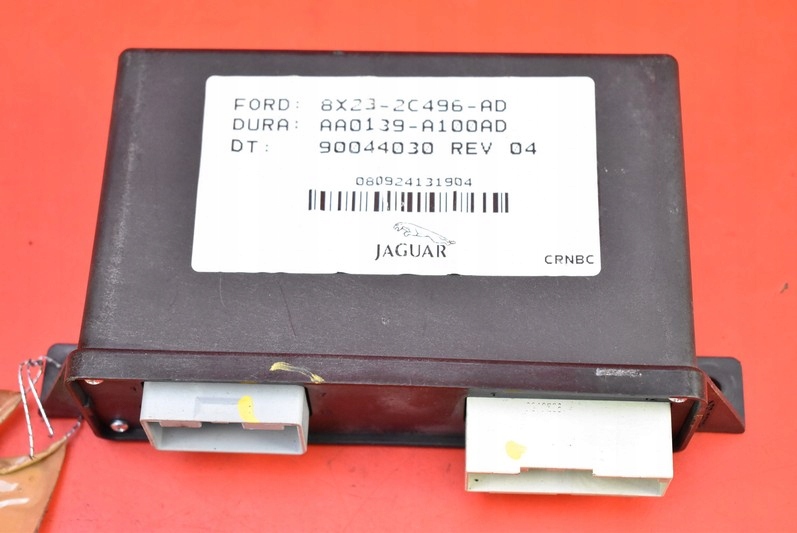 FORD: 8X23-2C496-AD
DURA: AA0139-A100AD
DT: 90044030 REV 04
080924131904
JAGUAR
CRNBC